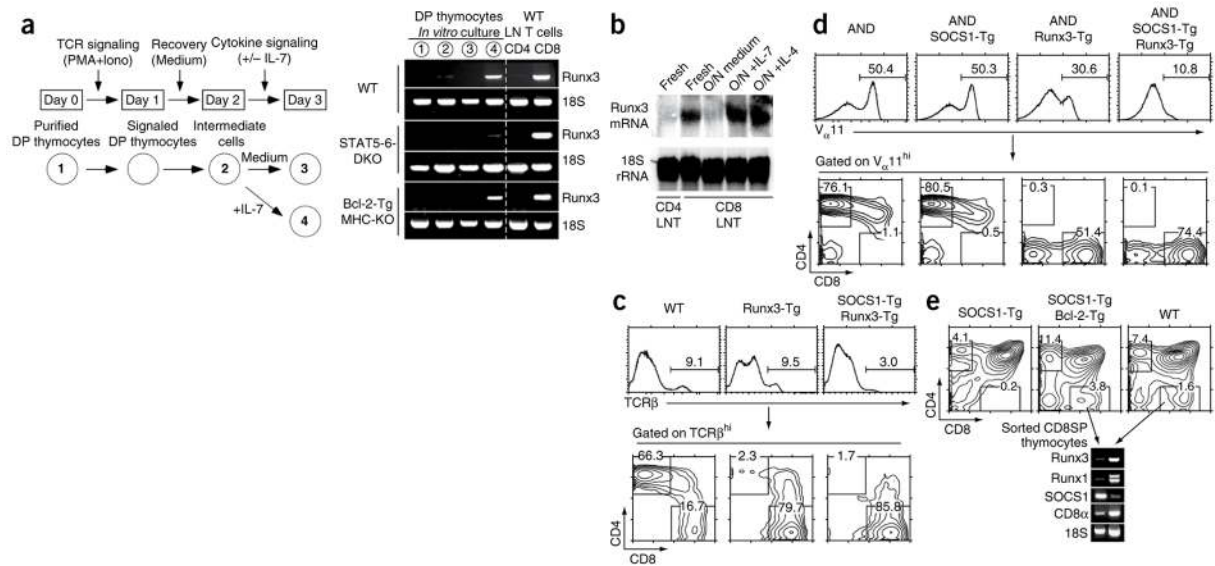 a
TCR signaling
(PMA+Iono)
Recovery
(Medium)
Cytokine signaling
(+/– IL-7)
Day 0
Day 1
Day 2
Day 3
Purified
DP thymocytes
Signaled
DP thymocytes
Intermediate
cells
1
2
Medium
3
+IL-7
4
DP thymocytes
In vitro culture
WT
LN T cells
1 2 3 4 CD4 CD8
WT
Runx3
18S
STAT5-6-
DKO
Runx3
18S
Bcl-2-Tg
MHC-KO
Runx3
18S
b
Fresh
Fresh
O/N medium
O/N +IL-7
O/N +IL-4
Runx3
mRNA
18S
rRNA
CD4
LNT
CD8
LNT
c
WT
Runx3-Tg
SOCS1-Tg
Runx3-Tg
9.1
9.5
3.0
TCRβ
Gated on TCRβhi
66.3
16.7
2.3
79.7
1.7
85.8
CD4
CD8
d
AND
AND
SOCS1-Tg
AND
Runx3-Tg
AND
SOCS1-Tg
Runx3-Tg
50.4
50.3
30.6
10.8
Vα11
Gated on Vα11hi
76.1
1.1
80.5
0.5
0.3
51.4
0.1
74.4
CD4
CD8
e
SOCS1-Tg
SOCS1-Tg
Bcl-2-Tg
WT
4.1
0.2
11.4
3.8
7.4
1.6
CD4
CD8
Sorted CD8SP
thymocytes
Runx3
Runx1
SOCS1
CD8α
18S